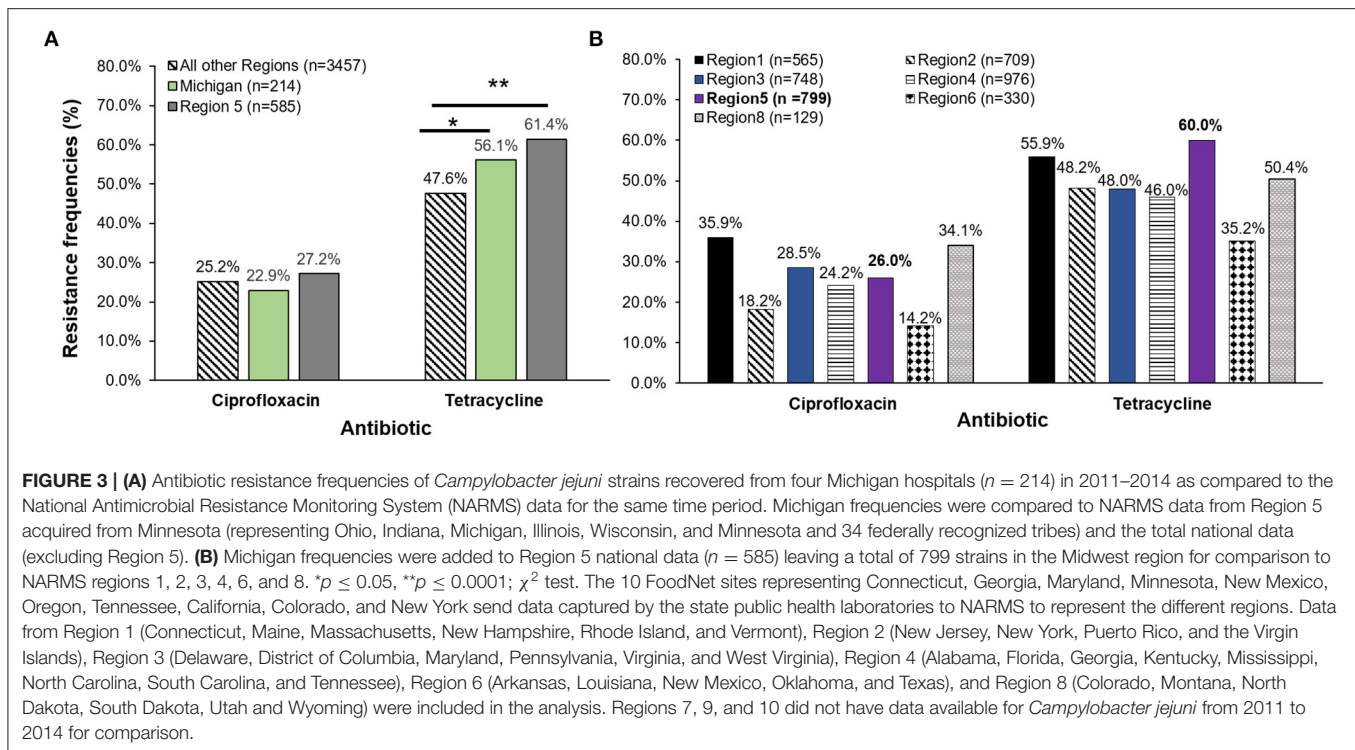 A
All other Regions (n=3457)
Michigan (n=214)
Region 5 (n=585)
80.0%
70.0%
60.0%
50.0%
40.0%
30.0%
20.0%
10.0%
0.0%
Resistance frequencies (%)
25.2%
22.9%
27.2%
*
**
47.6%
56.1%
61.4%
Ciprofloxacin
Tetracycline
Antibiotic
B
Region1 (n=565)
Region2 (n=709)
Region3 (n=748)
Region4 (n=976)
Region5 (n =799)
Region6 (n=330)
Region8 (n=129)
80.0%
70.0%
60.0%
50.0%
40.0%
30.0%
20.0%
10.0%
0.0%
35.9%
18.2%
28.5%
24.2%
26.0%
14.2%
34.1%
55.9%
48.2%
48.0%
46.0%
60.0%
35.2%
50.4%
Ciprofloxacin
Tetracycline
Antibiotic
FIGURE 3 | (A) Antibiotic resistance frequencies of Campylobacter jejuni strains recovered from four Michigan hospitals (n = 214) in 2011–2014 as compared to the
National Antimicrobial Resistance Monitoring System (NARMS) data for the same time period. Michigan frequencies were compared to NARMS data from Region 5
acquired from Minnesota (representing Ohio, Indiana, Michigan, Illinois, Wisconsin, and Minnesota and 34 federally recognized tribes) and the total national data
(excluding Region 5). (B) Michigan frequencies were added to Region 5 national data (n = 585) leaving a total of 799 strains in the Midwest region for comparison to
NARMS regions 1, 2, 3, 4, 6, and 8. *p ≤ 0.05, **p ≤ 0.0001; χ² test. The 10 FoodNet sites representing Connecticut, Georgia, Maryland, Minnesota, New Mexico,
Oregon, Tennessee, California, Colorado, and New York send data captured by the state public health laboratories to NARMS to represent the different regions. Data
from Region 1 (Connecticut, Maine, Massachusetts, New Hampshire, Rhode Island, and Vermont), Region 2 (New Jersey, New York, Puerto Rico, and the Virgin
Islands), Region 3 (Delaware, District of Columbia, Maryland, Pennsylvania, Virginia, and West Virginia), Region 4 (Alabama, Florida, Georgia, Kentucky, Mississippi,
North Carolina, South Carolina, and Tennessee), Region 6 (Arkansas, Louisiana, New Mexico, Oklahoma, and Texas), and Region 8 (Colorado, Montana, North
Dakota, South Dakota, Utah and Wyoming) were included in the analysis. Regions 7, 9, and 10 did not have data available for Campylobacter jejuni from 2011 to
2014 for comparison.